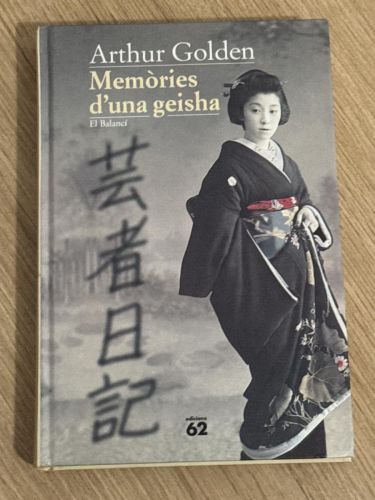 Arthur Golden
Memòries
d'una geisha
El Balancí
芸者日記
edicions
62